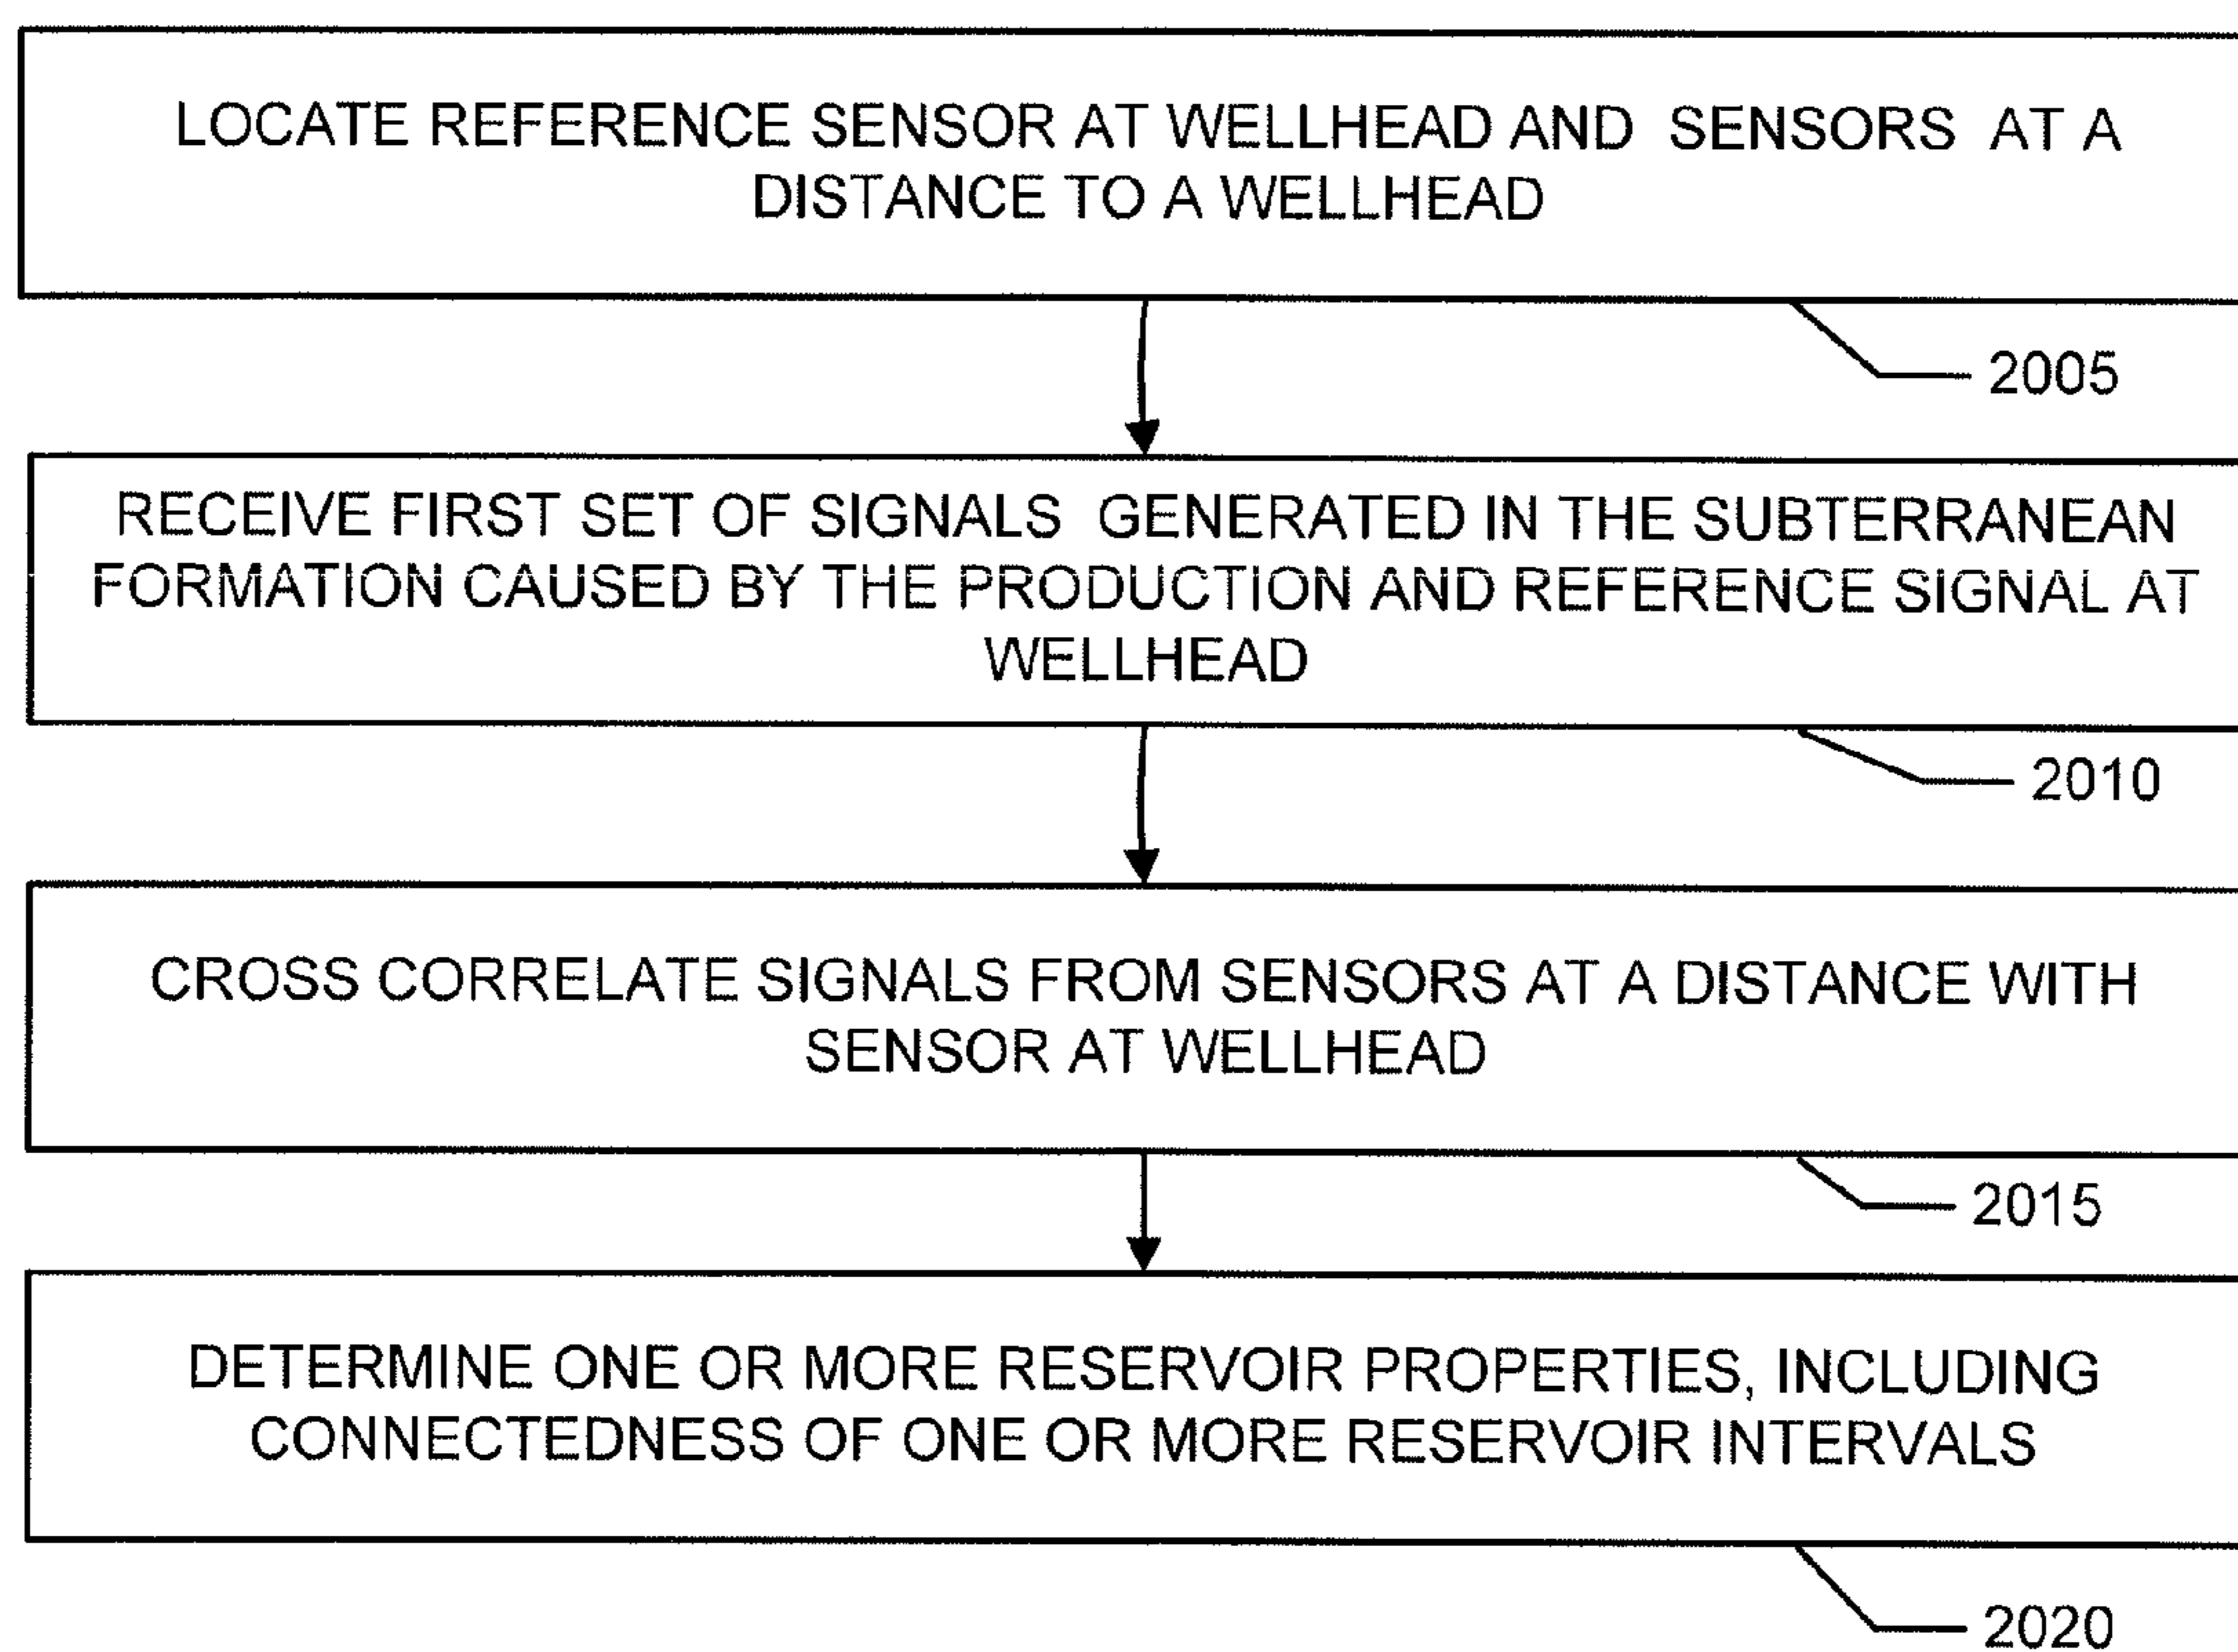 LOCATE REFERENCE SENSOR AT WELLHEAD AND SENSORS AT A
DISTANCE TO A WELLHEAD
2005
RECEIVE FIRST SET OF SIGNALS GENERATED IN THE SUBTERRANEAN
FORMATION CAUSED BY THE PRODUCTION AND REFERENCE SIGNAL AT
WELLHEAD
2010
CROSS CORRELATE SIGNALS FROM SENSORS AT A DISTANCE WITH
SENSOR AT WELLHEAD
2015
DETERMINE ONE OR MORE RESERVOIR PROPERTIES, INCLUDING
CONNECTEDNESS OF ONE OR MORE RESERVOIR INTERVALS
2020